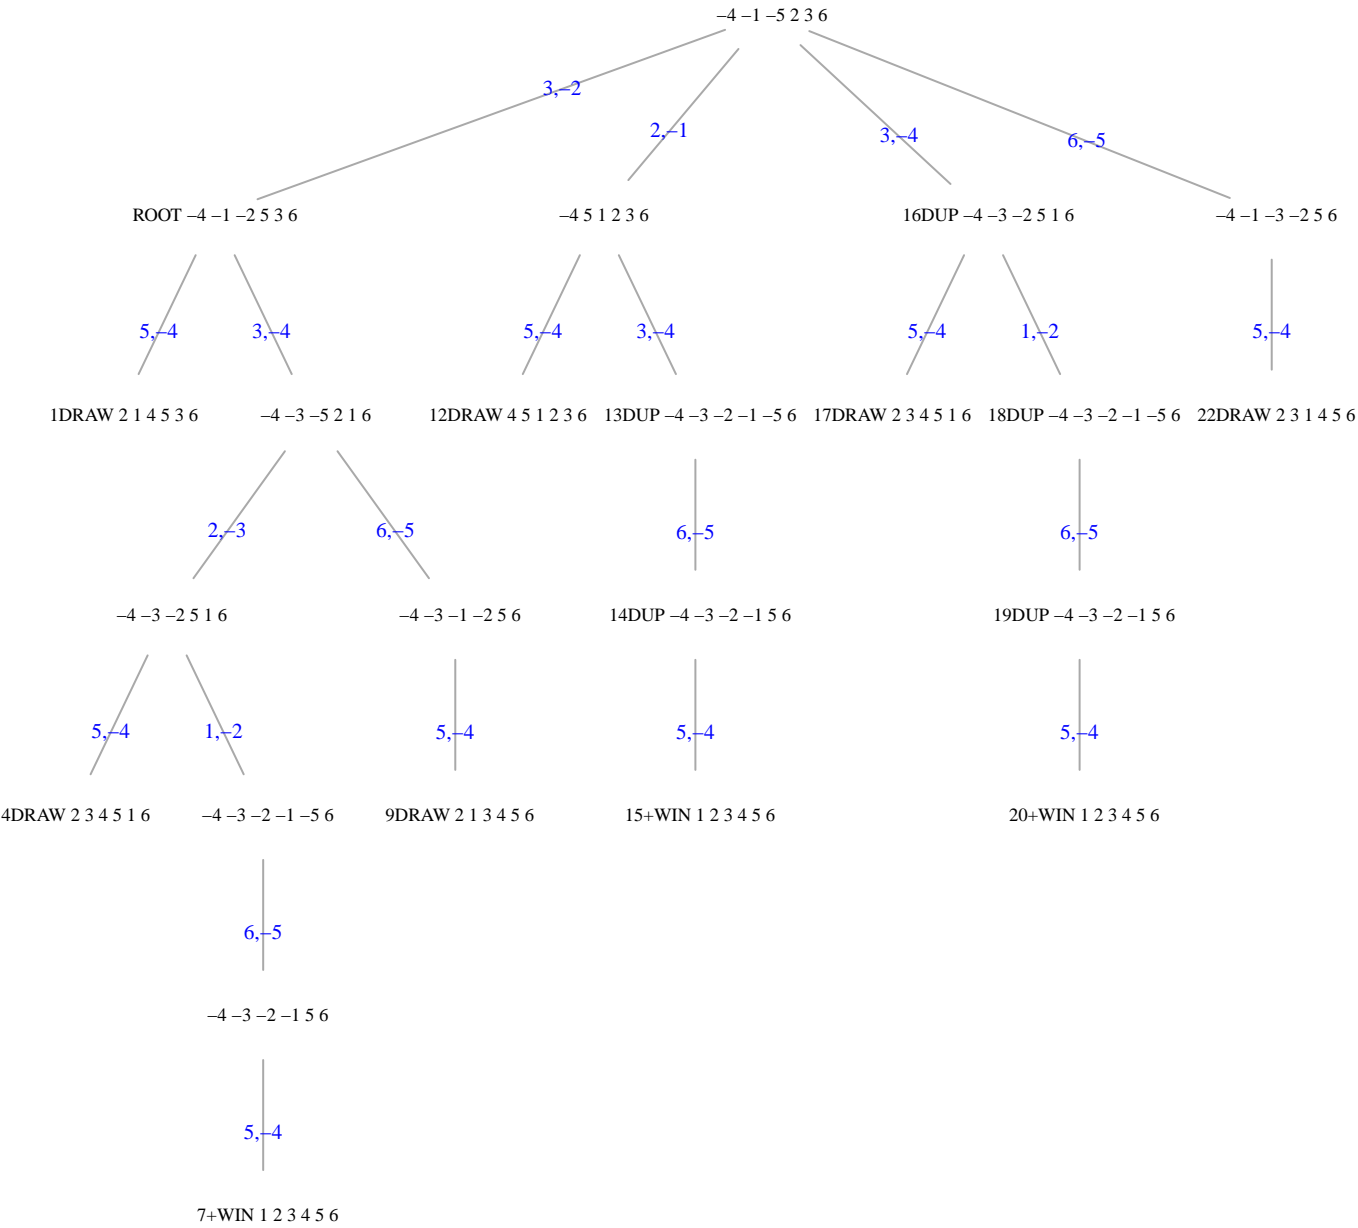 –4 –1 –5 2 3 6
3,–2
2,–1
3,–4
6,–5
ROOT –4 –1 –2 5 3 6
–4 5 1 2 3 6
16DUP –4 –3 –2 5 1 6
–4 –1 –3 –2 5 6
5,–4
3,–4
5,–4
3,–4
5,–4
1,–2
5,–4
1DRAW 2 1 4 5 3 6
–4 –3 –5 2 1 6
12DRAW 4 5 1 2 3 6
13DUP –4 –3 –2 –1 –5 6
17DRAW 2 3 4 5 1 6
18DUP –4 –3 –2 –1 –5 6
22DRAW 2 3 1 4 5 6
2,–3
6,–5
6,–5
6,–5
–4 –3 –2 5 1 6
–4 –3 –1 –2 5 6
14DUP –4 –3 –2 –1 5 6
19DUP –4 –3 –2 –1 5 6
5,–4
1,–2
5,–4
5,–4
5,–4
4DRAW 2 3 4 5 1 6
–4 –3 –2 –1 –5 6
9DRAW 2 1 3 4 5 6
15+WIN 1 2 3 4 5 6
20+WIN 1 2 3 4 5 6
6,–5
–4 –3 –2 –1 5 6
5,–4
7+WIN 1 2 3 4 5 6